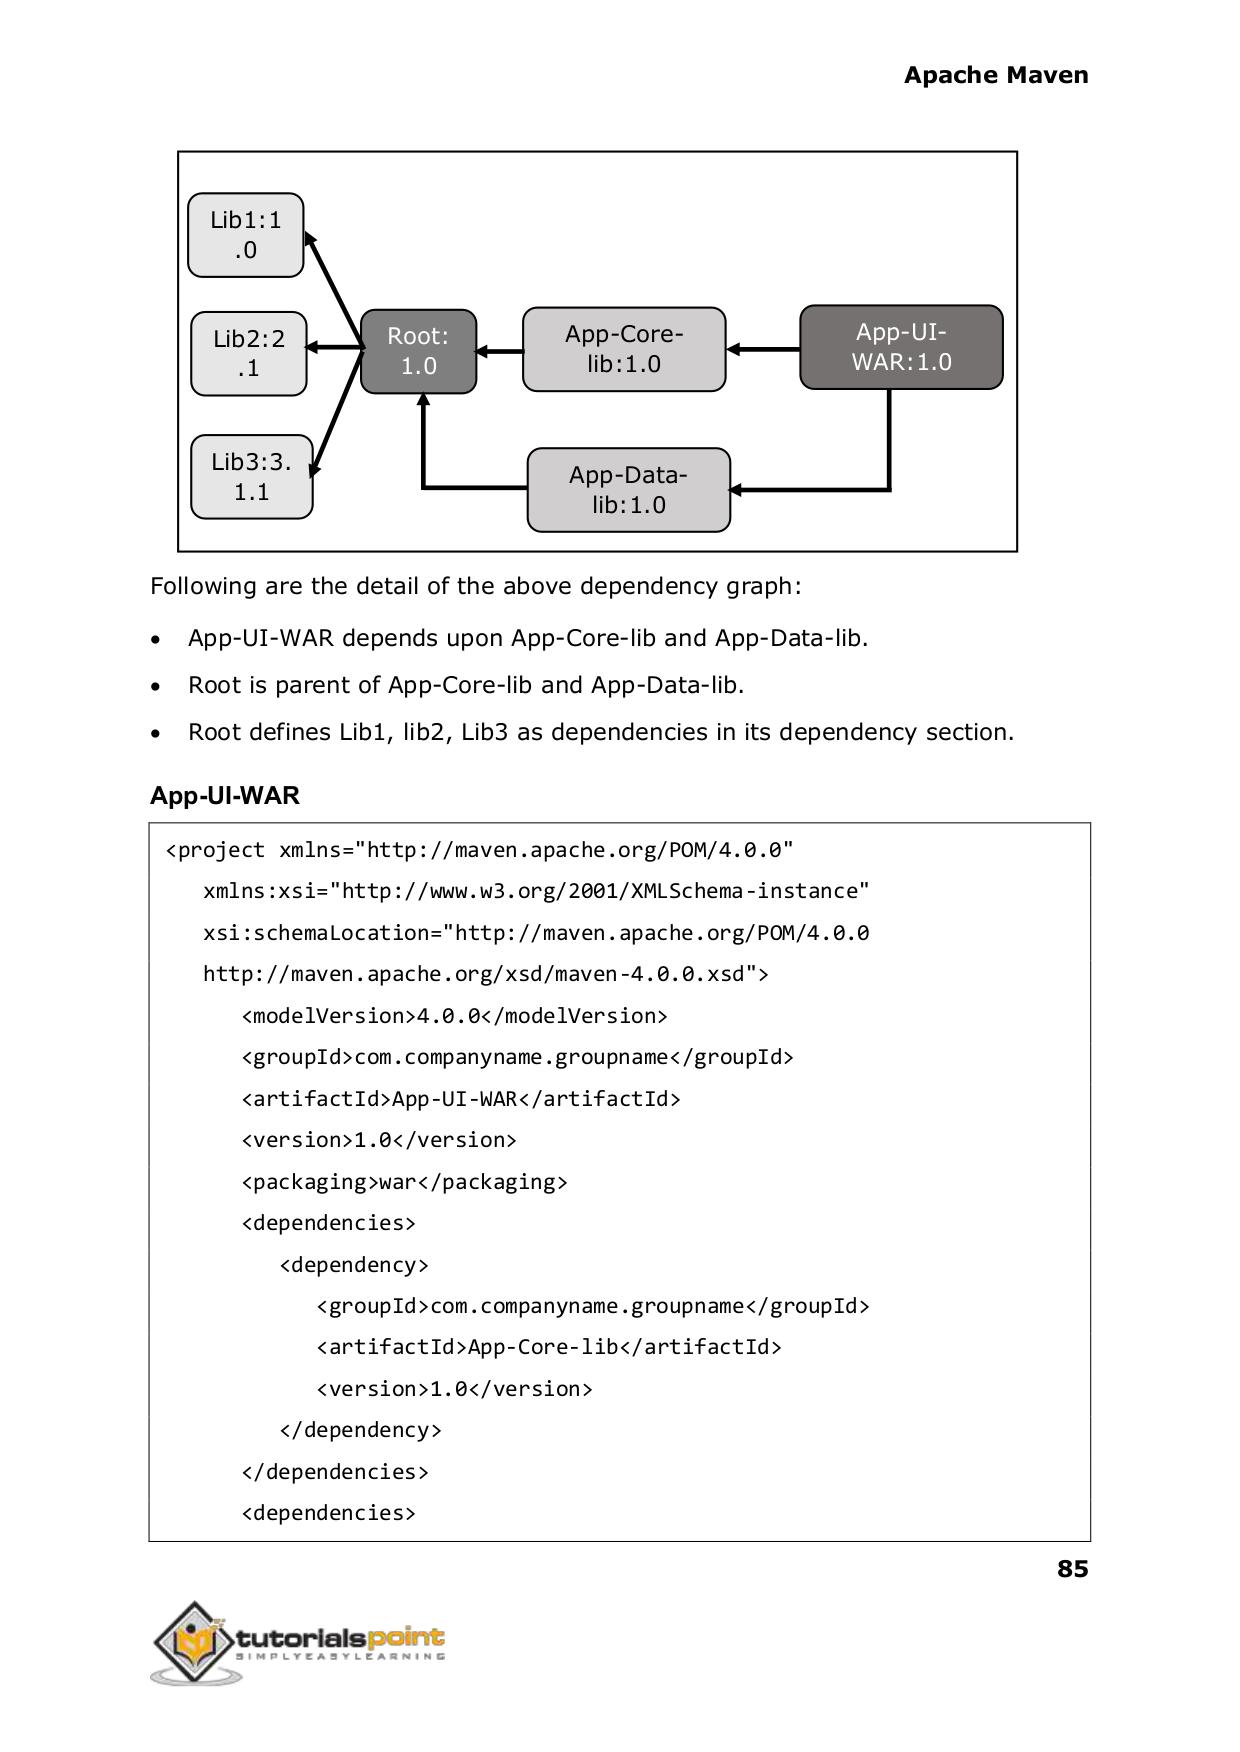 Apache Maven
Lib1:1
.0
Lib2:2
.1
Lib3:3.
1.1
Root:
1.0
App-Core-
lib:1.0
App-Data-
lib:1.0
App-UI-
WAR:1.0
Following are the detail of the above dependency graph:
• App-UI-WAR depends upon App-Core-lib and App-Data-lib.
• Root is parent of App-Core-lib and App-Data-lib.
• Root defines Lib1, lib2, Lib3 as dependencies in its dependency section.
App-UI-WAR
<project xmlns="http://maven.apache.org/POM/4.0.0"
xmlns:xsi="http://www.w3.org/2001/XMLSchema-instance"
xsi:schemaLocation="http://maven.apache.org/POM/4.0.0
http://maven.apache.org/xsd/maven-4.0.0.xsd">
<modelVersion>4.0.0</modelVersion>
<groupId>com.companyname.groupname</groupId>
<artifactId>App-UI-WAR</artifactId>
<version>1.0</version>
<packaging>war</packaging>
<dependencies>
<dependency>
<groupId>com.companyname.groupname</groupId>
<artifactId>App-Core-lib</artifactId>
<version>1.0</version>
</dependency>
</dependencies>
<dependencies>
85
tutorialspoint
SIMPLYEASYLEARNING